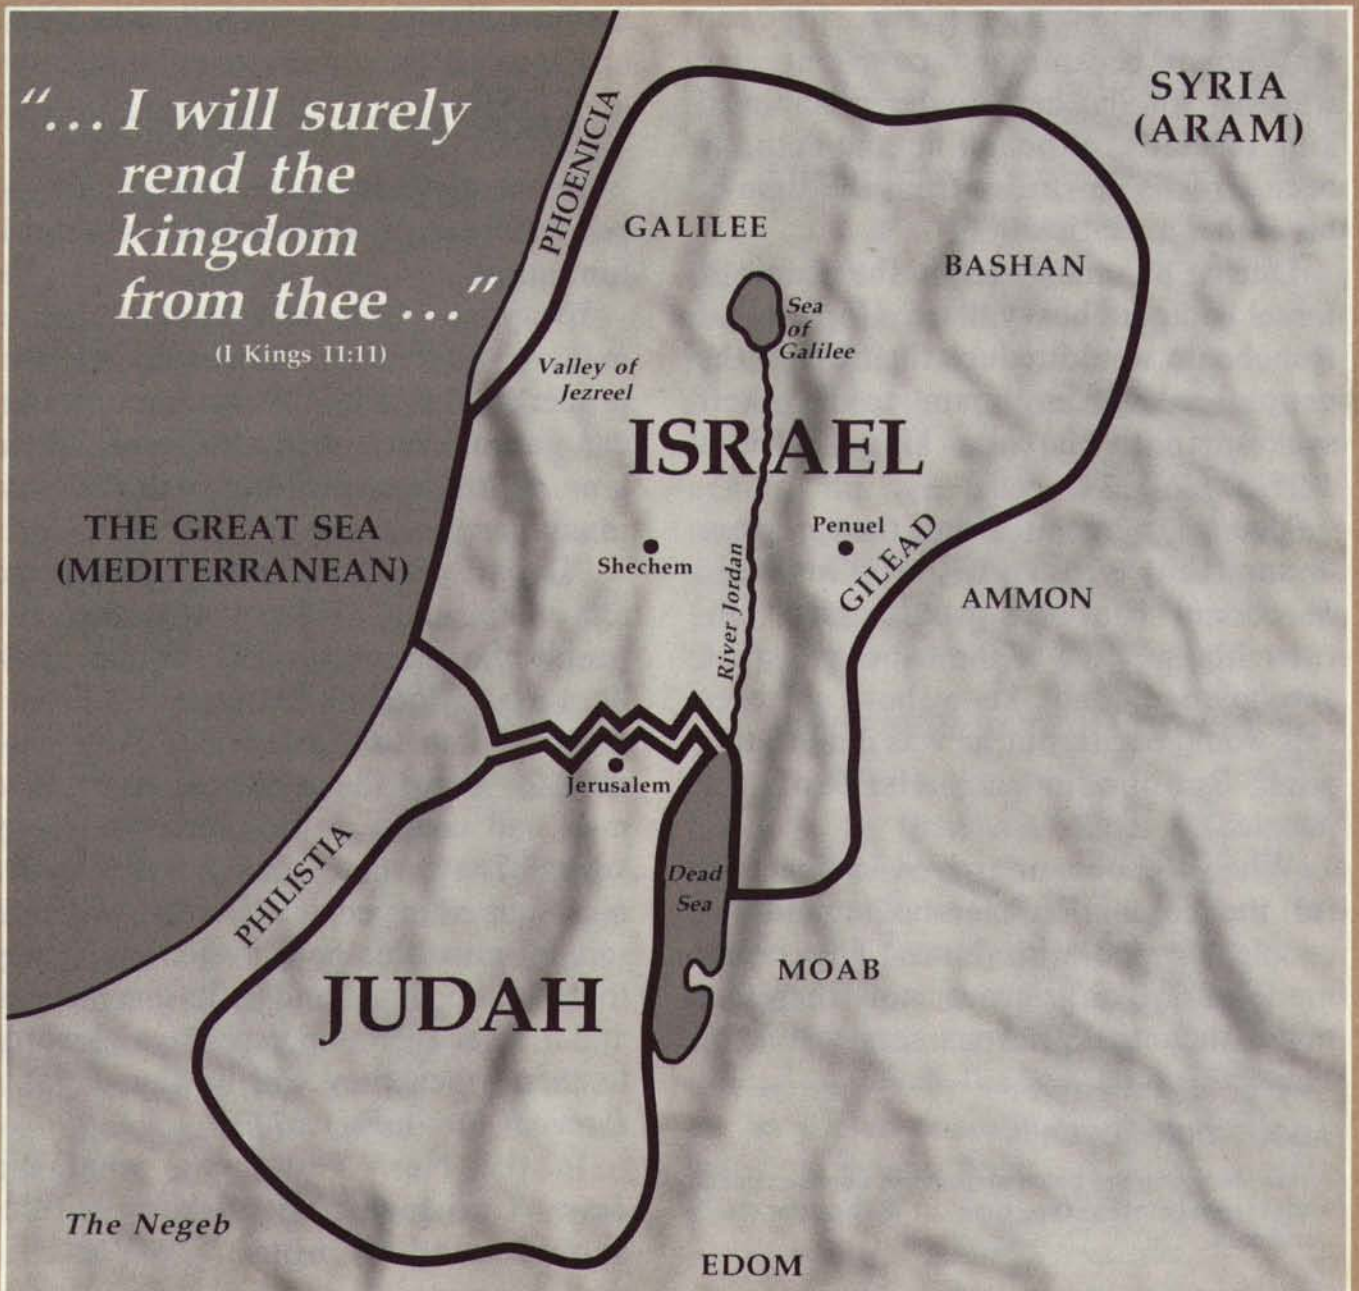 "... I will surely
rend the
kingdom
from thee ..."
(I Kings 11:11)
SYRIA
(ARAM)
PHOENICIA
GALILEE
BASHAN
Sea
of
Galilee
Valley of
Jezreel
ISRAEL
THE GREAT SEA
(MEDITERRANEAN)
Penuel
Shechem
River Jordan
GILEAD
AMMON
Jerusalem
PHILISTIA
Dead
Sea
MOAB
JUDAH
The Negeb
EDOM